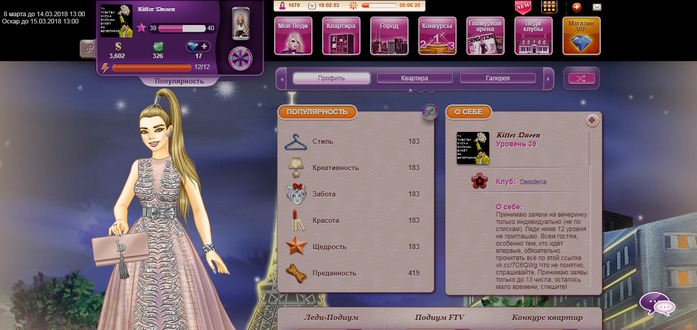 8 марта до 14.03.2018 13:00
Оскар до 15.03.2018 13:00
Killer Queen
39
40
3,602
326
17
12/12
Популярность
1670
19:02:53
00:06:25
NEW
Моя Леди
Квартира
Город
Конкурсы
Гламурная арена
Леди клубы
Магазин VIP
Профиль
Квартира
Галерея
ПОПУЛЯРНОСТЬ
Стиль 183
Креативность 183
Забота 183
Красота 183
Щедрость 183
Преданность 415
О СЕБЕ
Killer Queen
Уровень 39
Клуб: Desideria
О себе:
Принимаю заявки на вечеринку
только индивидуально (не по
спискам). Леди ниже 12 уровня
не приглашаю. Всем гостям,
особенно тем, кто идёт
впервые, обязательно
прочитать всё по этой ссылке
vk.cc/7C6QWg Что не понятно,
спрашивайте. Принимаю заявки
только до 13 числа, осталось
мало времени, спешите!
Леди-Подиум
Подиум FTV
Конкурс квартир